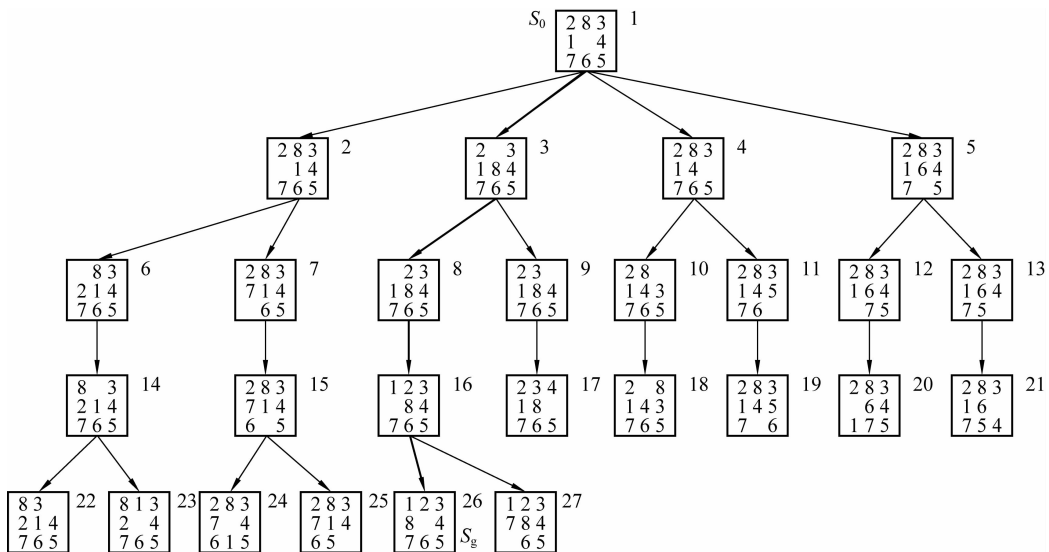 S0 2 8 3 1
1 4
7 6 5
2 8 3 2
1 4
7 6 5
2 3 3
1 8 4
7 6 5
2 8 3 4
1 4
7 6 5
2 8 3 5
1 6 4
7 5
8 3 6
2 1 4
7 6 5
2 8 3 7
7 1 4
6 5
2 3 8
1 8 4
7 6 5
2 3 9
1 8 4
7 6 5
2 8 10
1 4 3
7 6 5
2 8 3 11
1 4 5
7 6
2 8 3 12
1 6 4
7 5
2 8 3 13
1 6 4
7 5
8 3 14
2 1 4
7 6 5
2 8 3 15
7 1 4
6 5
1 2 3 16
8 4
7 6 5
2 3 4 17
1 8
7 6 5
2 8 18
1 4 3
7 6 5
2 8 3 19
1 4 5
7 6
2 8 3 20
6 4
1 7 5
2 8 3 21
1 6
7 5 4
8 3 22
2 1 4
7 6 5
8 1 3 23
2 4
7 6 5
2 8 3 24
7 4
6 1 5
2 8 3 25
7 1 4
6 5
1 2 3 26
8 4
7 6 5 Sg
1 2 3 27
7 8 4
6 5